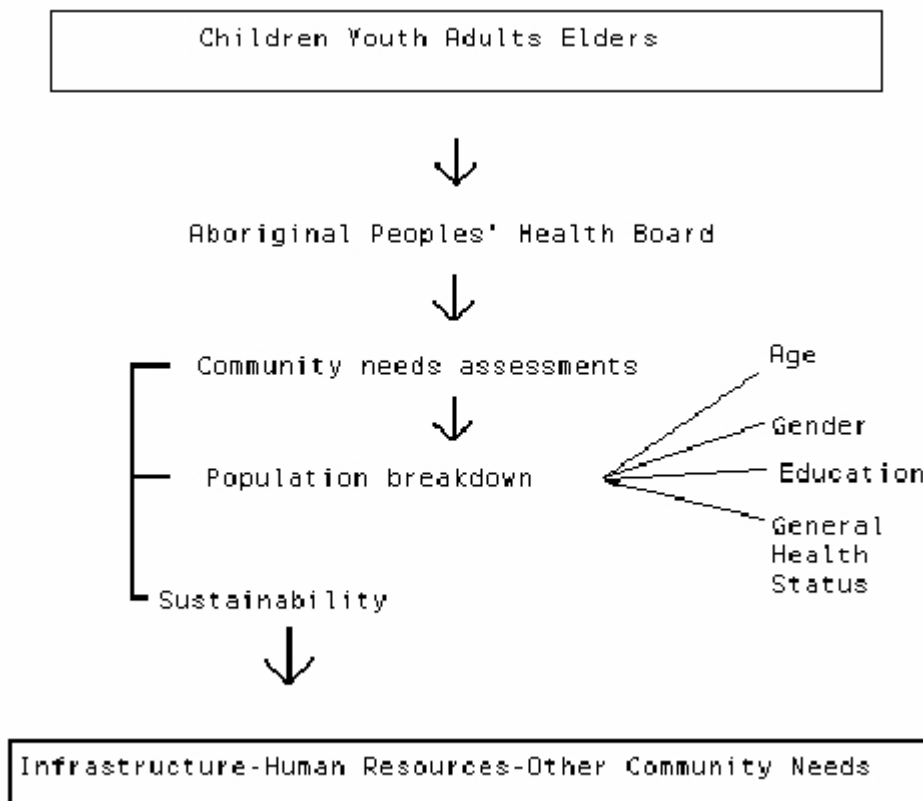 Children Youth Adults Elders
Aboriginal Peoples' Health Board
Community needs assessments
Age
Gender
Population breakdown
Education
General
Health
Status
Sustainability
Infrastructure-Human Resources-Other Community Needs